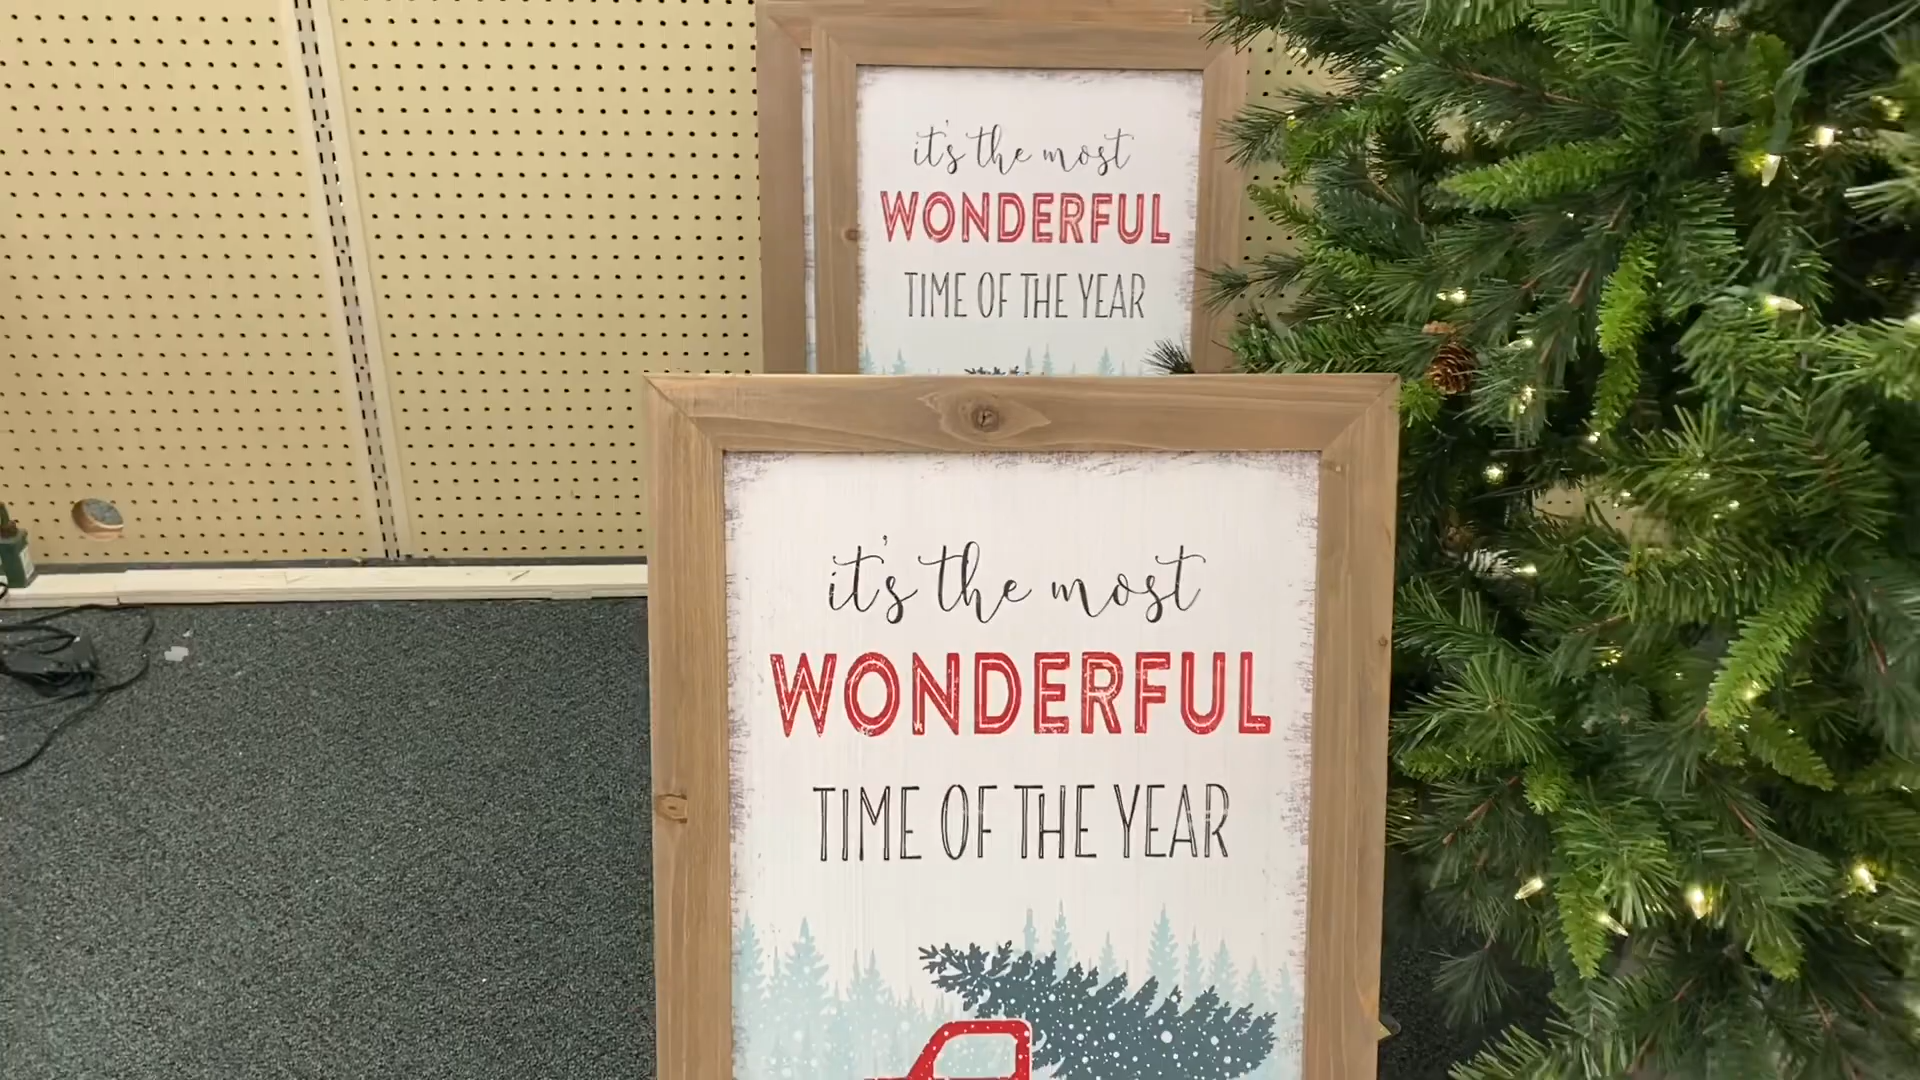 it's the most
WONDERFUL
TIME OF THE YEAR
it's the most
WONDERFUL
TIME OF THE YEAR